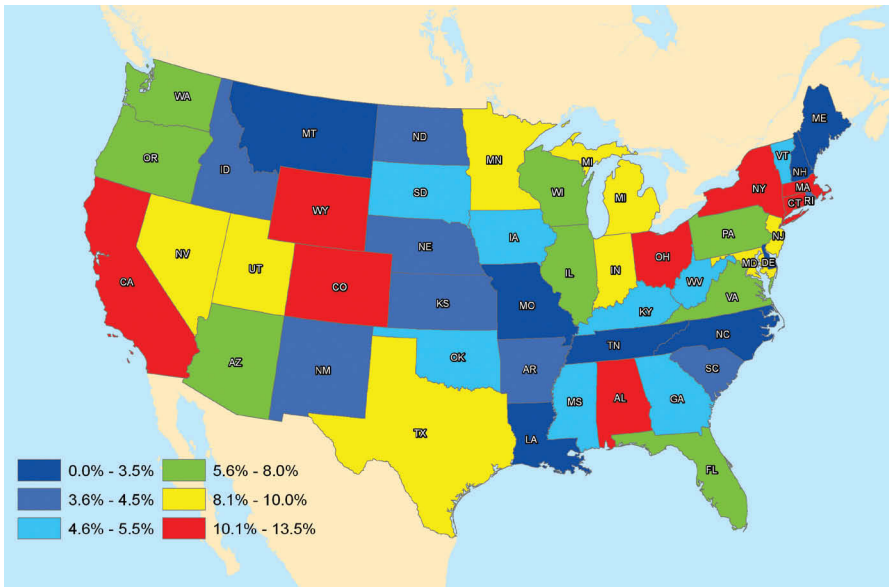 WA
MT
ND
MN
ME
OR
ID
SD
WI
MI
MI
VT
NH
NY
MA
CT
RI
WY
IA
NE
PA
NJ
NV
UT
CO
IL
IN
OH
MD
DE
WV
VA
CA
KS
MO
KY
NC
TN
AZ
NM
OK
AR
SC
MS
AL
GA
TX
LA
FL
0.0% - 3.5%
5.6% - 8.0%
3.6% - 4.5%
8.1% - 10.0%
4.6% - 5.5%
10.1% - 13.5%